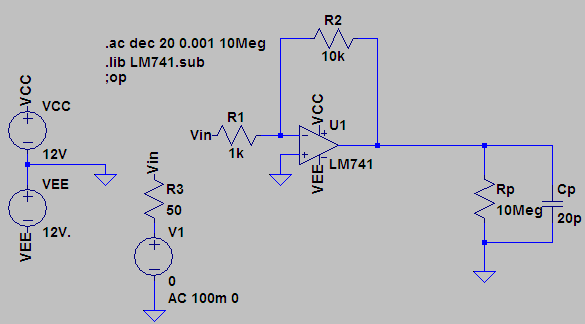 .ac dec 20 0.001 10Meg
.lib LM741.sub
;op
R2
10k
VCC
VCC
12V
VEE
12V.
VEE
Vin
R3
50
V1
0
AC 100m 0
Vin
R1
1k
VCC
U1
LM741
VEE
Rp
10Meg
Cp
20p